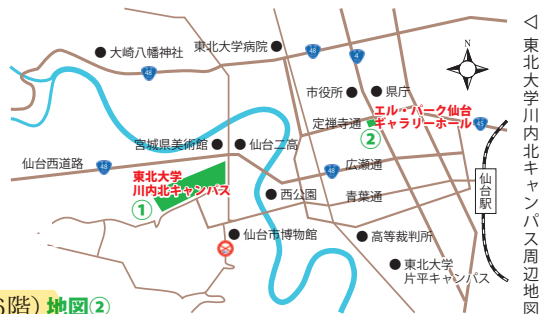 ◁ 東北大学川内北キャンパス周辺地図
N
大崎八幡神社
東北大学病院
48
4
48
市役所
県庁
エル・パーク仙台
ギャラリーホール
定禅寺通
②
45
宮城県美術館
仙台二高
仙台西道路
48
広瀬通
48
東北大学
川内北キャンパス
①
西公園
青葉通
仙台駅
仙台市博物館
高等裁判所
東北大学
片平キャンパス
6階) 地図②